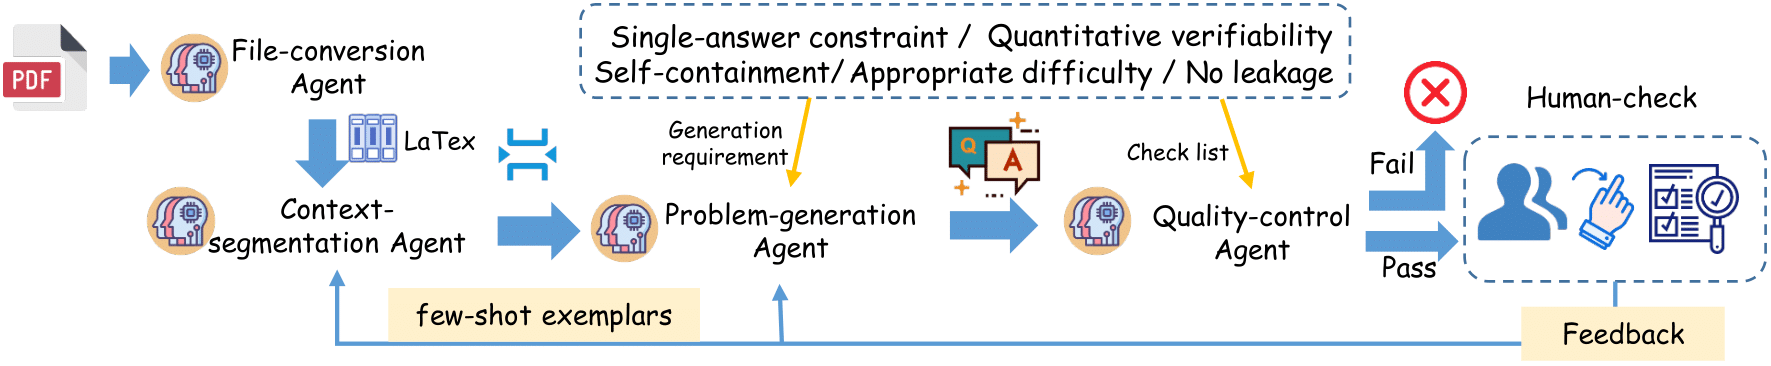 PDF
File-conversion
Agent
LaTex
Context-
segmentation Agent
Single-answer constraint / Quantitative verifiability
Self-containment/ Appropriate difficulty / No leakage
Generation
requirement
Problem-generation
Agent
Q
A
Check list
Quality-control
Agent
Fail
Pass
Human-check
few-shot exemplars
Feedback